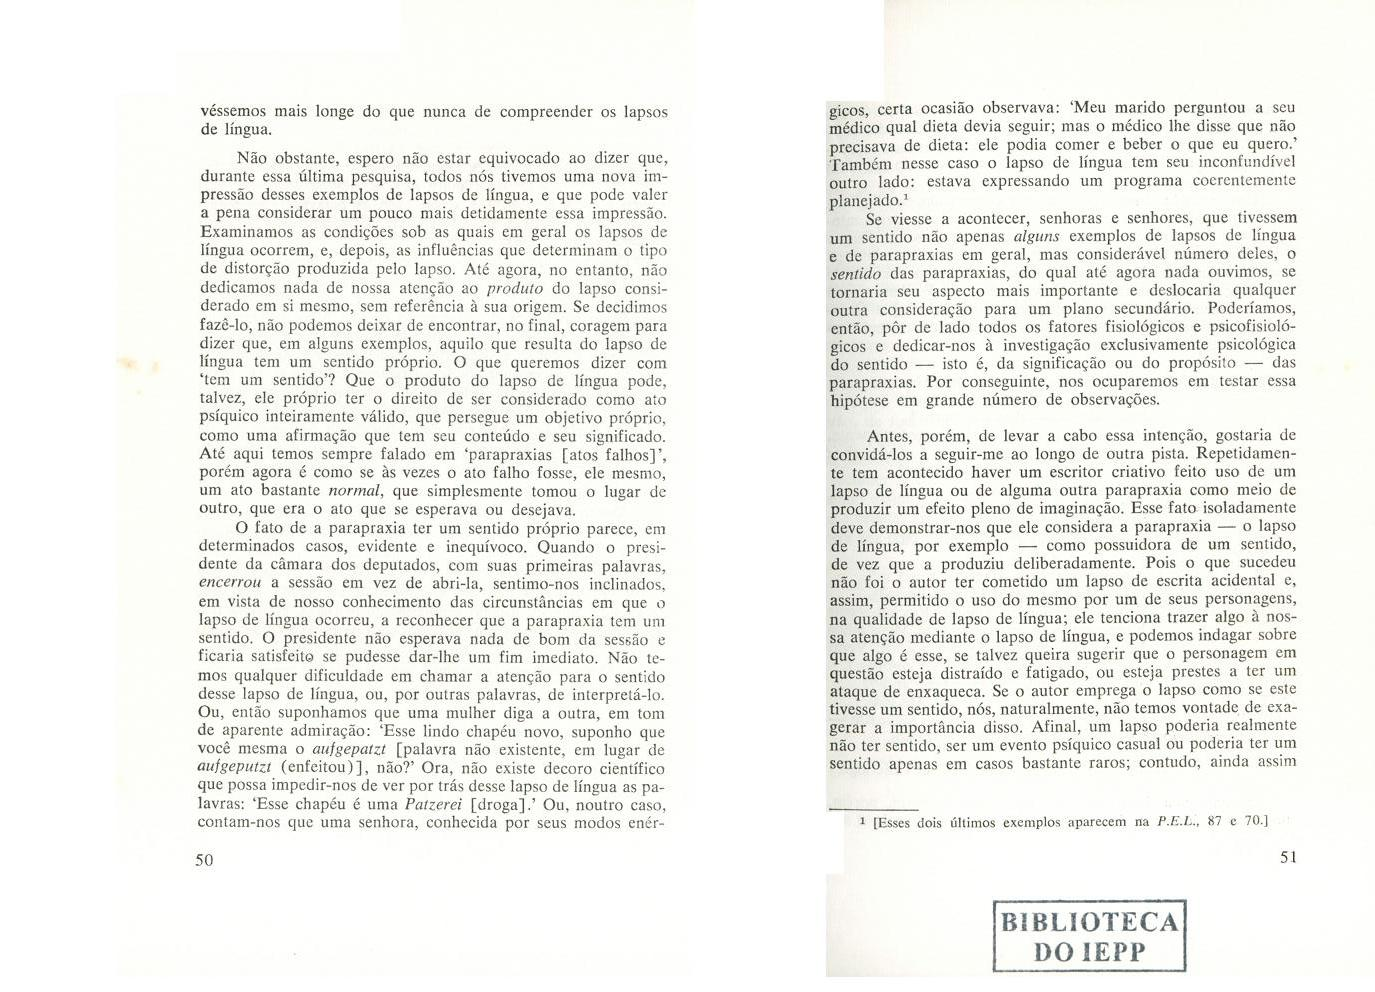 véssemos mais longe do que nunca de compreender os lapsos
de língua.
Não obstante, espero não estar equivocado ao dizer que,
durante essa última pesquisa, todos nós tivemos uma nova im-
pressão desses exemplos de lapsos de língua, e que pode valer
a pena considerar um pouco mais detidamente essa impressão.
Examinamos as condições sob as quais em geral os lapsos de
língua ocorrem, e, depois, as influências que determinam o tipo
de distorção produzida pelo lapso. Até agora, no entanto, não
dedicamos nada de nossa atenção ao produto do lapso consi-
derado em si mesmo, sem referência à sua origem. Se decidimos
fazê-lo, não podemos deixar de encontrar, no final, coragem para
dizer que, em alguns exemplos, aquilo que resulta do lapso de
língua tem um sentido próprio. O que queremos dizer com
‘tem um sentido’? Que o produto do lapso de língua pode,
talvez, ele próprio ter o direito de ser considerado como ato
psíquico inteiramente válido, que persegue um objetivo próprio,
como uma afirmação que tem seu conteúdo e seu significado.
Até aqui temos sempre falado em ‘parapraxias [atos falhos]’,
porém agora é como se às vezes o ato falho fosse, ele mesmo,
um ato bastante normal, que simplesmente tomou o lugar de
outro, que era o ato que se esperava ou desejava.
O fato de a parapraxia ter um sentido próprio parece, em
determinados casos, evidente e inequívoco. Quando o presi-
dente da câmara dos deputados, com suas primeiras palavras,
encerrou a sessão em vez de abri-la, sentimo-nos inclinados,
em vista de nosso conhecimento das circunstâncias em que o
lapso de língua ocorreu, a reconhecer que a parapraxia tem um
sentido. O presidente não esperava nada de bom da sessão e
ficaria satisfeito se pudesse dar-lhe um fim imediato. Não te-
mos qualquer dificuldade em chamar a atenção para o sentido
desse lapso de língua, ou, por outras palavras, de interpretá-lo.
Ou, então suponhamos que uma mulher diga a outra, em tom
de aparente admiração: ‘Esse lindo chapéu novo, suponho que
você mesma o aufgepatzt [palavra não existente, em lugar de
aufgeputzt (enfeitou)], não?’ Ora, não existe decoro científico
que possa impedir-nos de ver por trás desse lapso de língua as pa-
lavras: ‘Esse chapéu é uma Patzerei [droga].’ Ou, noutro caso,
contam-nos que uma senhora, conhecida por seus modos enér-
50
gicos, certa ocasião observava: ‘Meu marido perguntou a seu
médico qual dieta devia seguir; mas o médico lhe disse que não
precisava de dieta: ele podia comer e beber o que eu quero.’
Também nesse caso o lapso de língua tem seu inconfundível
outro lado: estava expressando um programa coerentemente
planejado.¹
Se viesse a acontecer, senhoras e senhores, que tivessem
um sentido não apenas alguns exemplos de lapsos de língua
e de parapraxias em geral, mas considerável número deles, o
sentido das parapraxias, do qual até agora nada ouvimos, se
tornaria seu aspecto mais importante e deslocaria qualquer
outra consideração para um plano secundário. Poderíamos,
então, pôr de lado todos os fatores fisiológicos e psicofisioló-
gicos e dedicar-nos à investigação exclusivamente psicológica
do sentido — isto é, da significação ou do propósito — das
parapraxias. Por conseguinte, nos ocuparemos em testar essa
hipótese em grande número de observações.
Antes, porém, de levar a cabo essa intenção, gostaria de
convidá-los a seguir-me ao longo de outra pista. Repetidamen-
te tem acontecido haver um escritor criativo feito uso de um
lapso de língua ou de alguma outra parapraxia como meio de
produzir um efeito pleno de imaginação. Esse fato isoladamente
deve demonstrar-nos que ele considera a parapraxia — o lapso
de língua, por exemplo — como possuidora de um sentido,
de vez que a produziu deliberadamente. Pois o que sucedeu
não foi o autor ter cometido um lapso de escrita acidental e,
assim, permitido o uso do mesmo por um de seus personagens,
na qualidade de lapso de língua; ele tenciona trazer algo à nos-
sa atenção mediante o lapso de língua, e podemos indagar sobre
que algo é esse, se talvez queira sugerir que o personagem em
questão esteja distraído e fatigado, ou esteja prestes a ter um
ataque de enxaqueca. Se o autor emprega o lapso como se este
tivesse um sentido, nós, naturalmente, não temos vontade de exa-
gerar a importância disso. Afinal, um lapso poderia realmente
não ter sentido, ser um evento psíquico casual ou poderia ter um
sentido apenas em casos bastante raros; contudo, ainda assim
¹ [Esses dois últimos exemplos aparecem na P.E.L., 87 e 70.]
51
BIBLIOTECA
DO IEPP